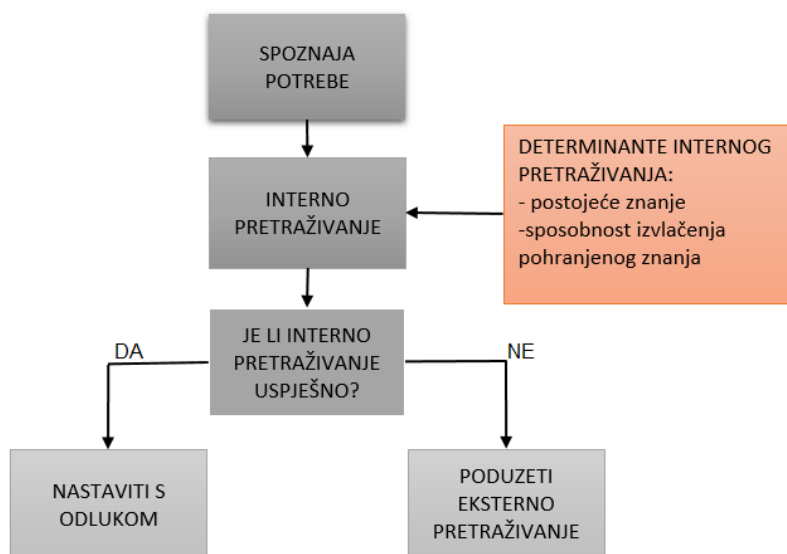 SPOZNAJA
POTREBE
INTERNO
PRETRAŽIVANJE
DETERMINANTE INTERNOG
PRETRAŽIVANJA:
- postojeće znanje
-sposobnost izvlačenja
pohranjenog znanja
JE LI INTERNO
PRETRAŽIVANJE
USPJEŠNO?
DA
NE
NASTAVITI S
ODLUKOM
PODUZETI
EKSTERNO
PRETRAŽIVANJE